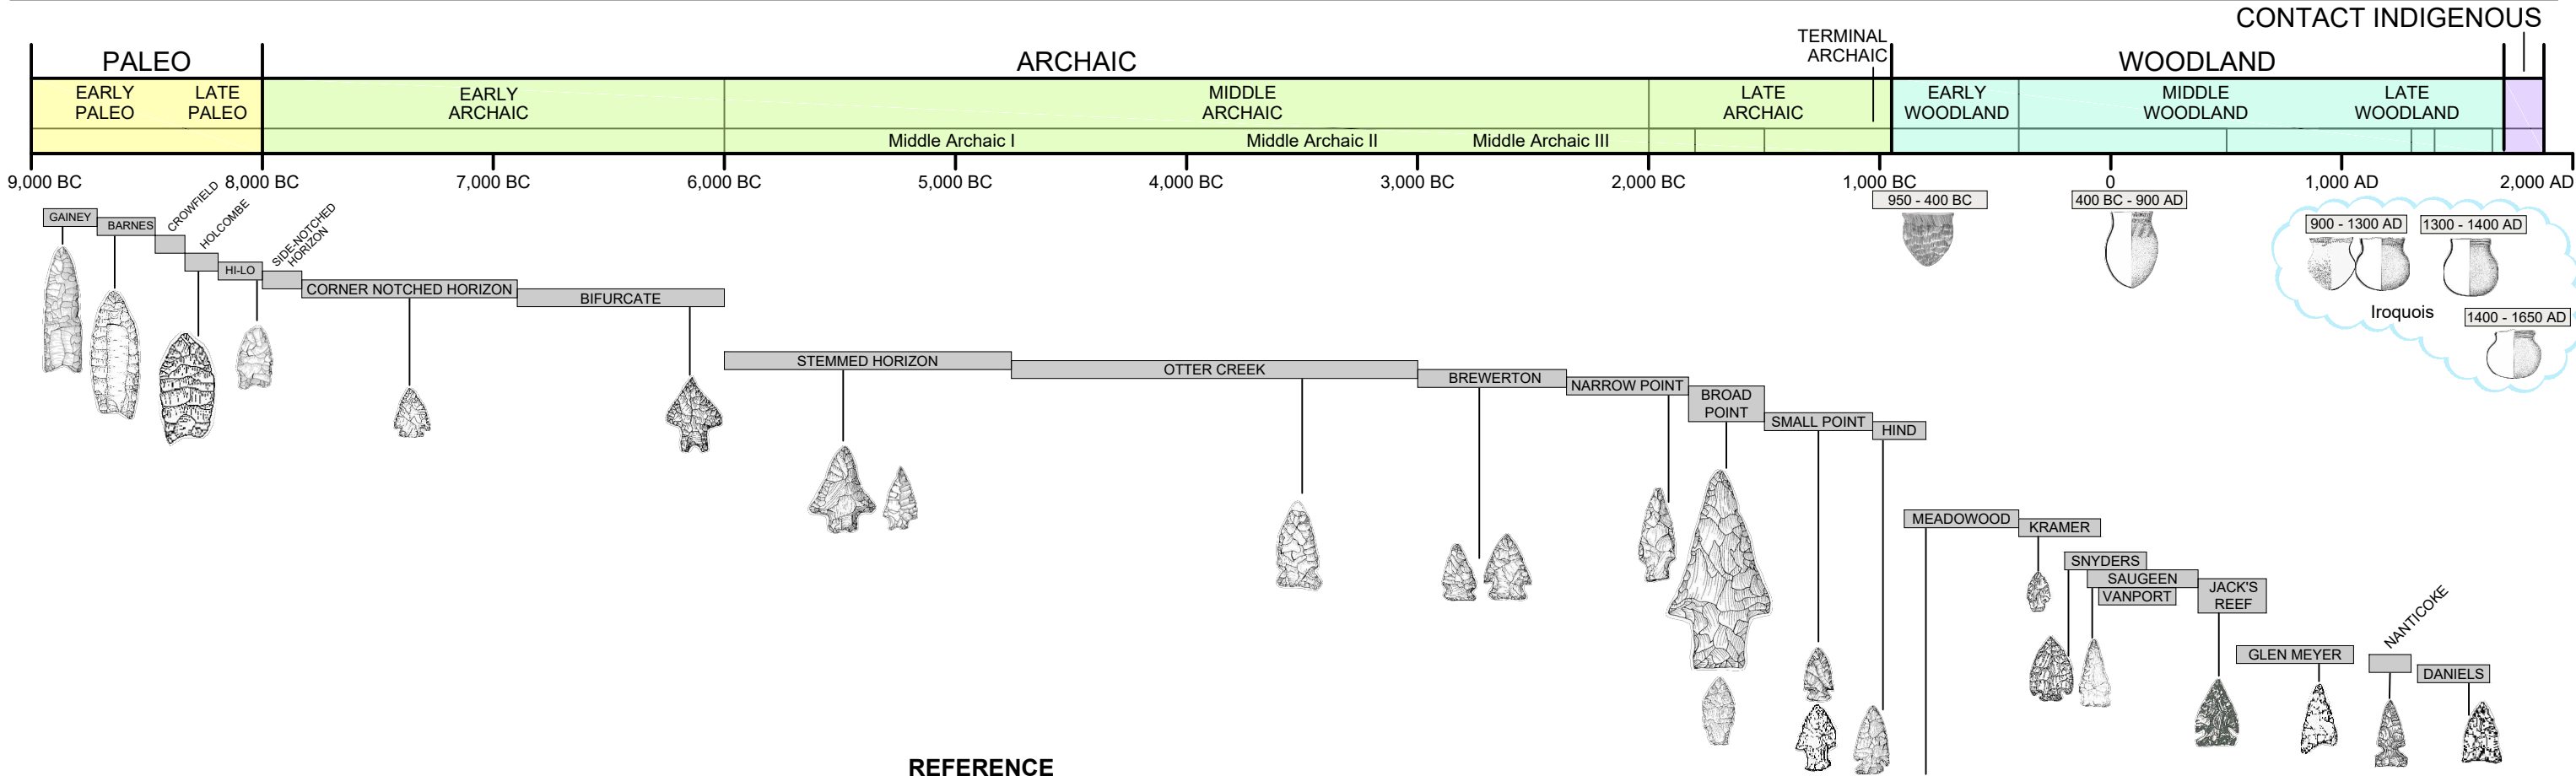 CONTACT INDIGENOUS
PALEO
ARCHAIC
TERMINAL
ARCHAIC
WOODLAND
EARLY
PALEO
LATE
PALEO
EARLY
ARCHAIC
MIDDLE
ARCHAIC
LATE
ARCHAIC
EARLY
WOODLAND
MIDDLE
WOODLAND
LATE
WOODLAND
Middle Archaic I
Middle Archaic II
Middle Archaic III
9,000 BC
8,000 BC
7,000 BC
6,000 BC
5,000 BC
4,000 BC
3,000 BC
2,000 BC
1,000 BC
0
1,000 AD
2,000 AD
950 - 400 BC
400 BC - 900 AD
900 - 1300 AD
1300 - 1400 AD
Iroquois
1400 - 1650 AD
GAINEY
BARNES
CROWFIELD
HOLCOMBE
HI-LO
SIDE-NOTCHED
HORIZON
CORNER NOTCHED HORIZON
BIFURCATE
STEMMED HORIZON
OTTER CREEK
BREWERTON
NARROW POINT
BROAD
POINT
SMALL POINT
HIND
MEADOWOOD
KRAMER
SNYDERS
SAUGEEN
VANPORT
JACK'S
REEF
GLEN MEYER
NANTICOKE
DANIELS
REFERENCE